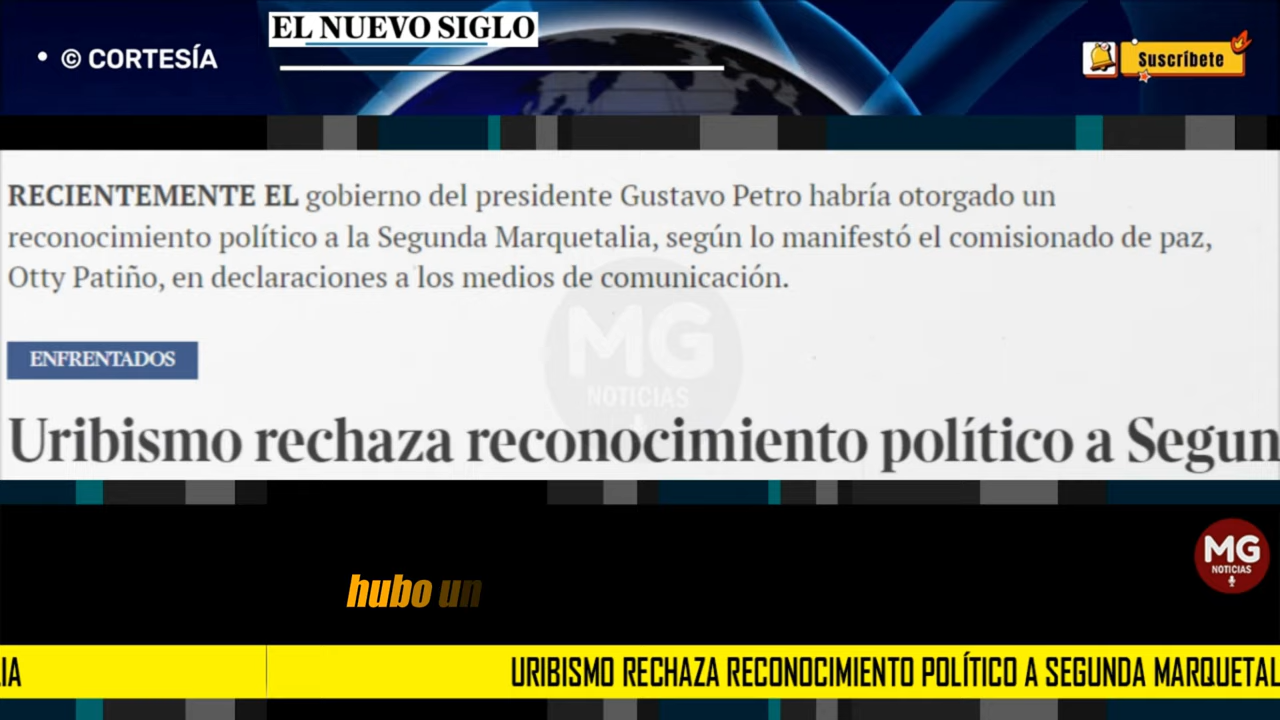 EL NUEVO SIGLO
• © CORTESÍA
Suscríbete
RECIENTEMENTE EL gobierno del presidente Gustavo Petro habría otorgado un
reconocimiento político a la Segunda Marquetalia, según lo manifestó el comisionado de paz,
Otty Patiño, en declaraciones a los medios de comunicación.
MG
NOTICIAS
ENFRENTADOS
Uribismo rechaza reconocimiento político a Segun
MG
NOTICIAS
hubo un
IA
URIBISMO RECHAZA RECONOCIMIENTO POLÍTICO A SEGUNDA MARQUETAL